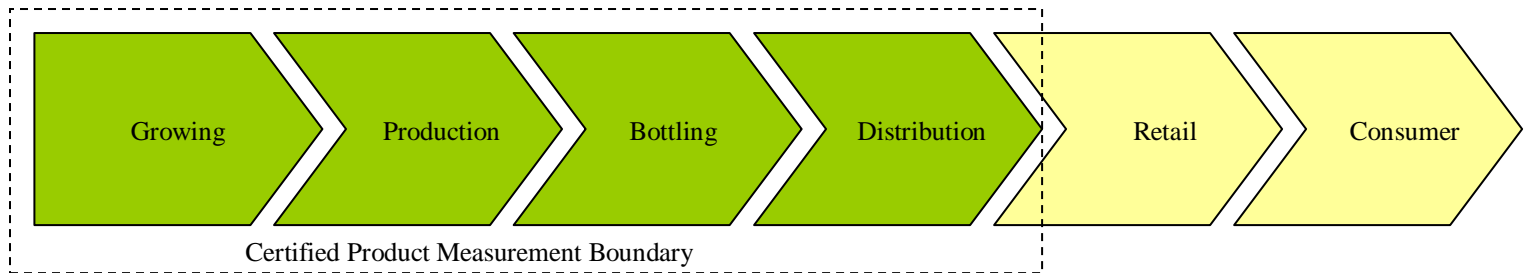 Growing
Production
Bottling
Distribution
Retail
Consumer
Certified Product Measurement Boundary